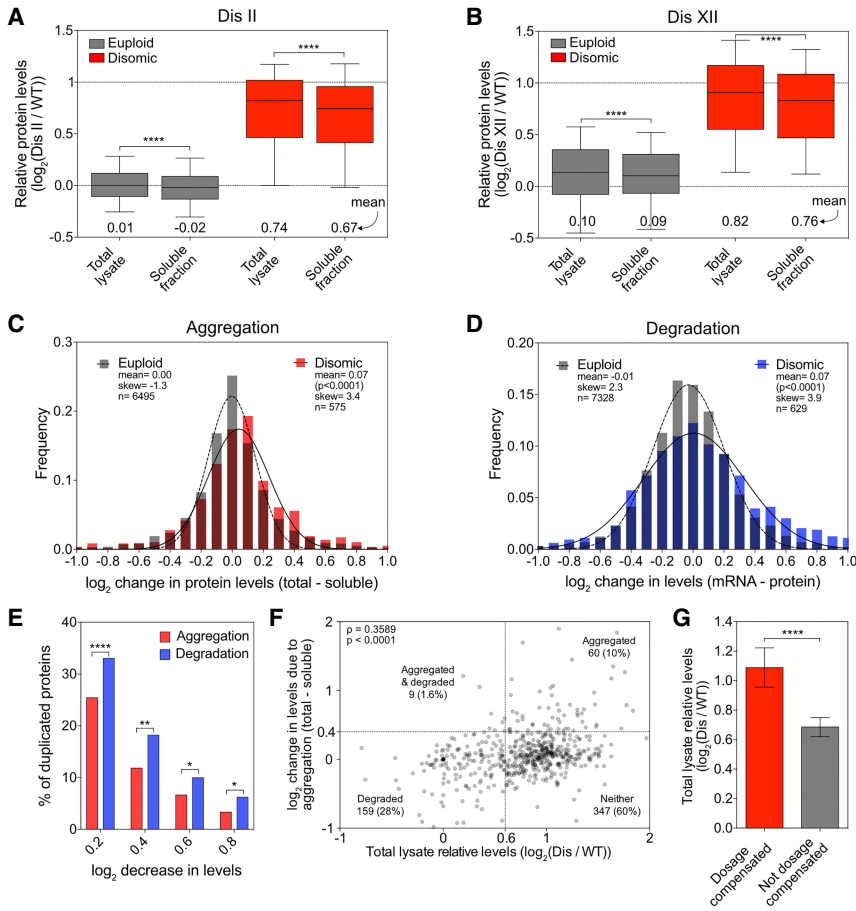 A
Dis II
Relative protein levels
(log2(Dis II / WT))
1.5
1
0.5
0.0
-0.5
Euploid
Disomic
****
****
mean
0.01
-0.02
0.74
0.67
Total
lysate
Soluble
fraction
Total
lysate
Soluble
fraction
B
Dis XII
Relative protein levels
(log2(Dis XII / WT))
1.5
1.0
0.5
0.0
-0.5
Euploid
Disomic
****
****
mean
0.10
0.09
0.82
0.76
Total
lysate
Soluble
fraction
Total
lysate
Soluble
fraction
C
Aggregation
Frequency
0.3
0.2
0.1
0.0
Euploid
mean= 0.00
skew= -1.3
n= 6495
Disomic
mean= 0.07
(p<0.0001)
skew= 3.4
n= 575
-1.0 -0.8 -0.6 -0.4 -0.2 0.0 0.2 0.4 0.6 0.8 1.0
log2 change in protein levels (total - soluble)
D
Degradation
Frequency
0.20
0.15
0.10
0.05
0.00
Euploid
mean= -0.01
skew= 2.3
n= 7328
Disomic
mean= 0.07
(p<0.0001)
skew= 3.9
n= 629
-1.0 -0.8 -0.6 -0.4 -0.2 0.0 0.2 0.4 0.6 0.8 1.0
log2 change in levels (mRNA - protein)
E
% of duplicated proteins
40
30
20
10
0
Aggregation
Degradation
****
**
*
*
0.2
0.4
0.6
0.8
log2 decrease in levels
F
log2 change in levels due to
aggregation (total - soluble)
2
1
0.4
0
-1
ρ = 0.3589
p < 0.0001
Aggregated
& degraded
9 (1.6%)
Aggregated
60 (10%)
Degraded
159 (28%)
Neither
347 (60%)
-1 0 0.6 1 2
Total lysate relative levels (log2(Dis / WT))
G
Total lysate relative levels
(log2(Dis / WT))
1.4
1.2
1.0
0.8
0.6
0.4
0.2
0.0
****
Dosage
compensated
Not dosage
compensated